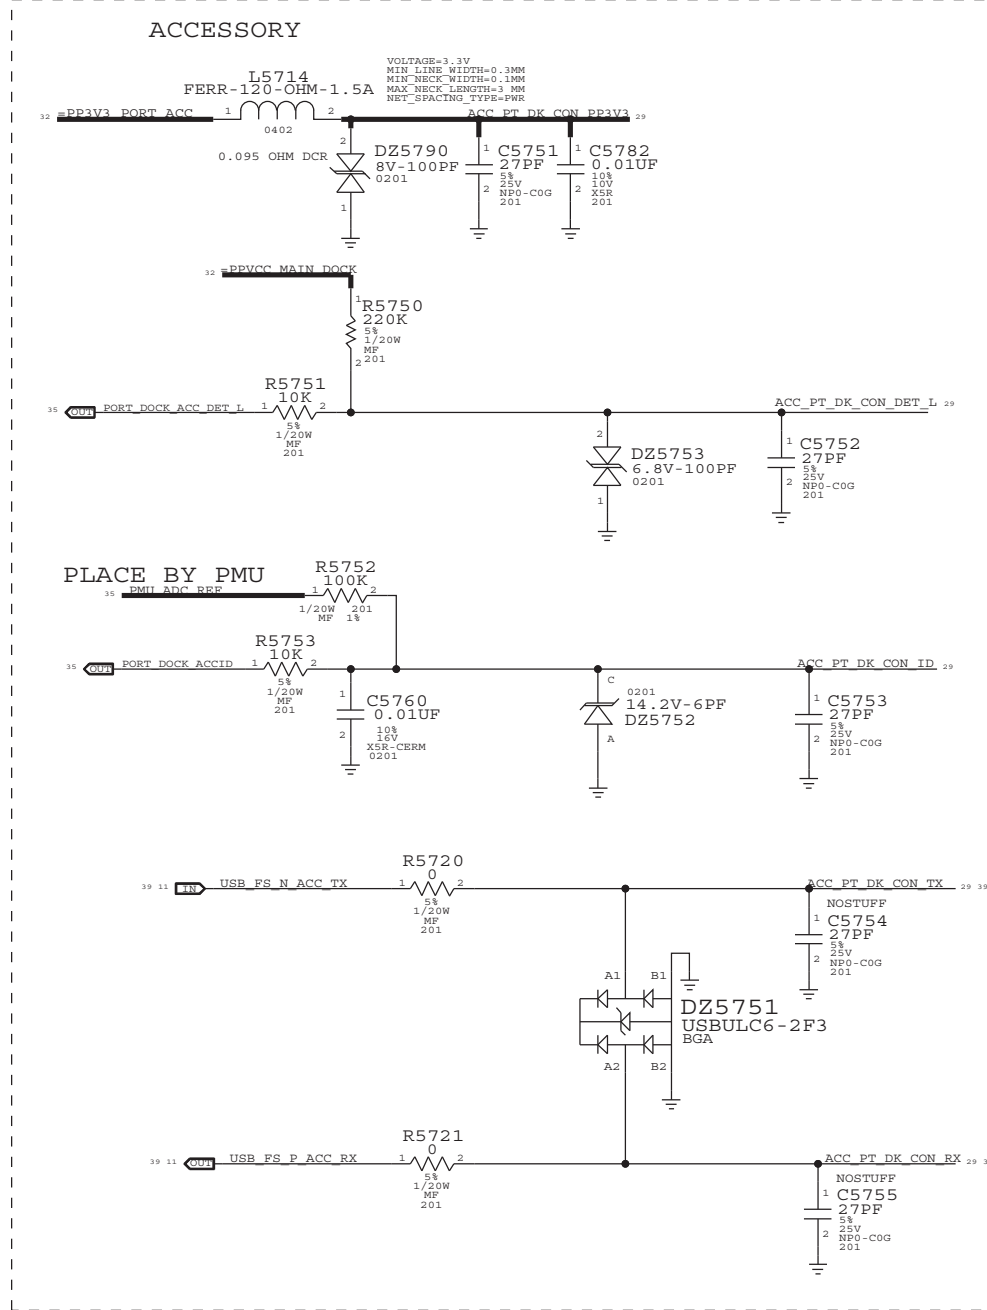 ACCESSORY
VOLTAGE=3.3V
MIN_LINE_WIDTH=0.3MM
MIN_NECK_WIDTH=0.1MM
MAX_NECK_LENGTH=3 MM
NET_SPACING_TYPE=PWR
L5714
FERR-120-OHM-1.5A
32 =PP3V3_PORT_ACC 1 2 ACC_PT_DK_CON_PP3V3 29
0402
0.095 OHM DCR
2
DZ5790
8V-100PF
0201
1
1 C5751
27PF
5%
2 25V
NP0-C0G
201
1 C5782
0.01UF
10%
2 10V
X5R
201
32 =PPVCC_MAIN_DOCK
1
R5750
220K
5%
1/20W
MF
2 201
R5751
10K
35 OUT PORT_DOCK_ACC_DET_L 1 2 ACC_PT_DK_CON_DET_L 29
5%
1/20W
MF
201
2
DZ5753
6.8V-100PF
0201
1
1 C5752
27PF
5%
2 25V
NP0-C0G
201
PLACE BY PMU
R5752
100K
35 PMU_ADC_REF 1 2
1/20W 201
MF 1%
R5753
10K
35 OUT PORT_DOCK_ACCID 1 2 ACC_PT_DK_CON_ID 29
5%
1/20W
MF
201
1
C5760
0.01UF
2 10%
16V
X5R-CERM
0201
C
0201
14.2V-6PF
DZ5752
A
1 C5753
27PF
5%
2 25V
NP0-C0G
201
R5720
0
39 11 IN USB_FS_N_ACC_TX 1 2 ACC_PT_DK_CON_TX 29 39
5%
1/20W
MF
201
NOSTUFF
1 C5754
27PF
5%
2 25V
NP0-C0G
201
A1 B1
DZ5751
USBULC6-2F3
BGA
A2 B2
R5721
0
39 11 OUT USB_FS_P_ACC_RX 1 2 ACC_PT_DK_CON_RX 29
5%
1/20W
MF
201
NOSTUFF
1 C5755
27PF
5%
2 25V
NP0-C0G
201